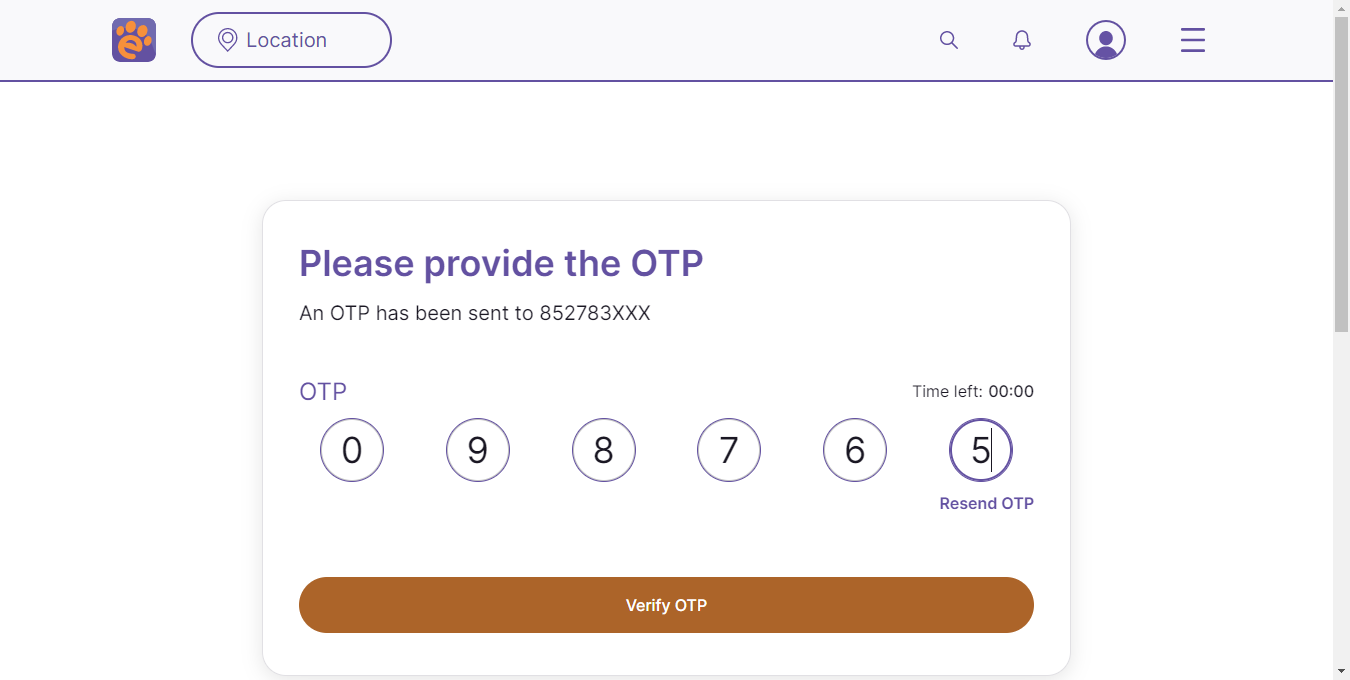 Location
Please provide the OTP
An OTP has been sent to 852783XXX
OTP
Time left: 00:00
0 9 8 7 6 5
Resend OTP
Verify OTP